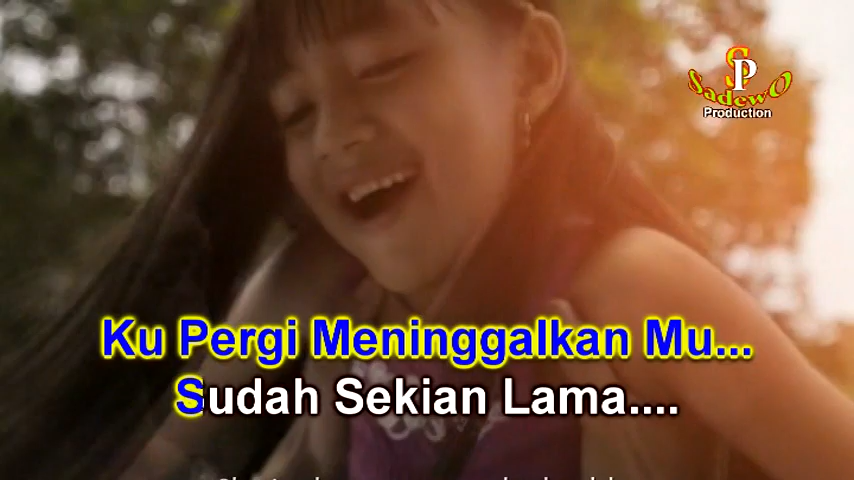 SP
SadewO
Production
Ku Pergi Meninggalkan Mu...
Sudah Sekian Lama....